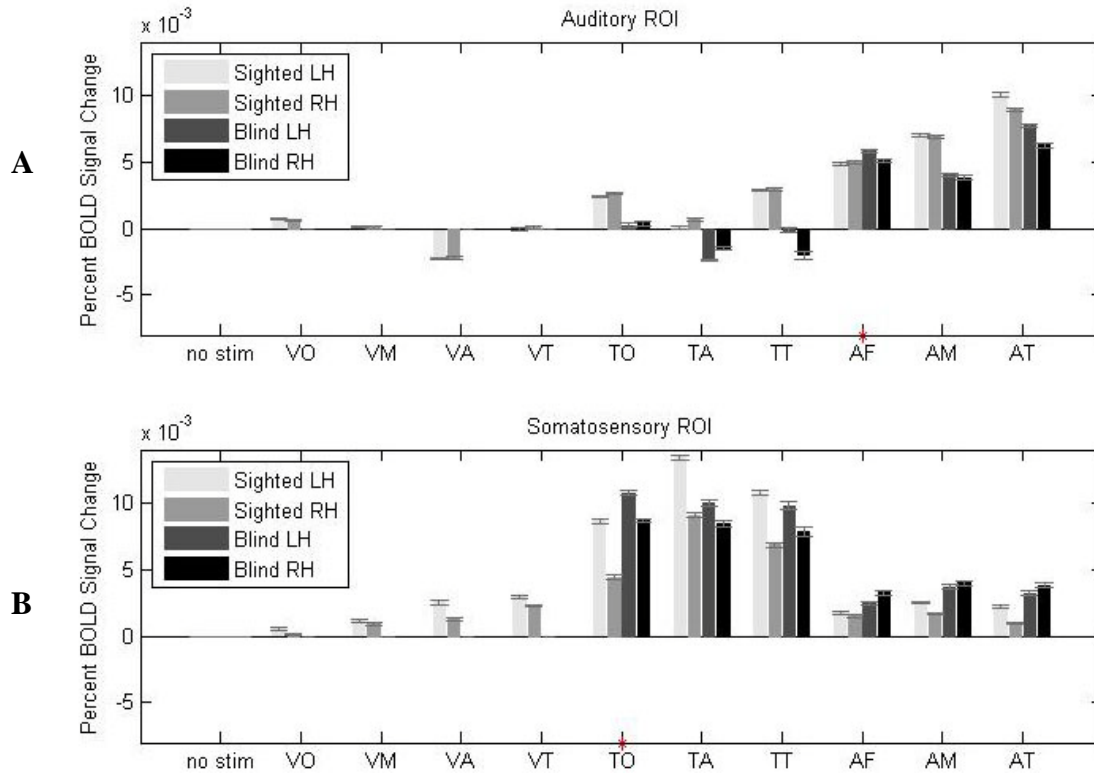 x 10⁻³
Auditory ROI
A
Percent BOLD Signal Change
Sighted LH
Sighted RH
Blind LH
Blind RH
10
5
0
-5
no stim VO VM VA VT TO TA TT AF AM AT
*
x 10⁻³
Somatosensory ROI
B
Percent BOLD Signal Change
Sighted LH
Sighted RH
Blind LH
Blind RH
10
5
0
-5
no stim VO VM VA VT TO TA TT AF AM AT
*